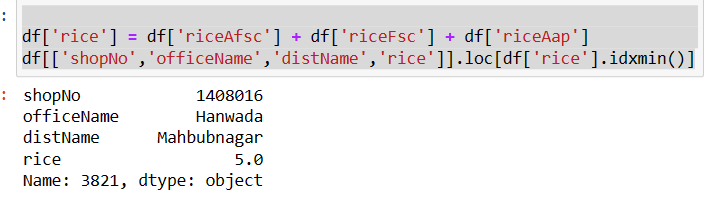 :
df['rice'] = df['riceAfsc'] + df['riceFsc'] + df['riceAap']
df[['shopNo','officeName','distName','rice']].loc[df['rice'].idxmin()]
: shopNo 1408016
officeName Hanwada
distName Mahbubnagar
rice 5.0
Name: 3821, dtype: object